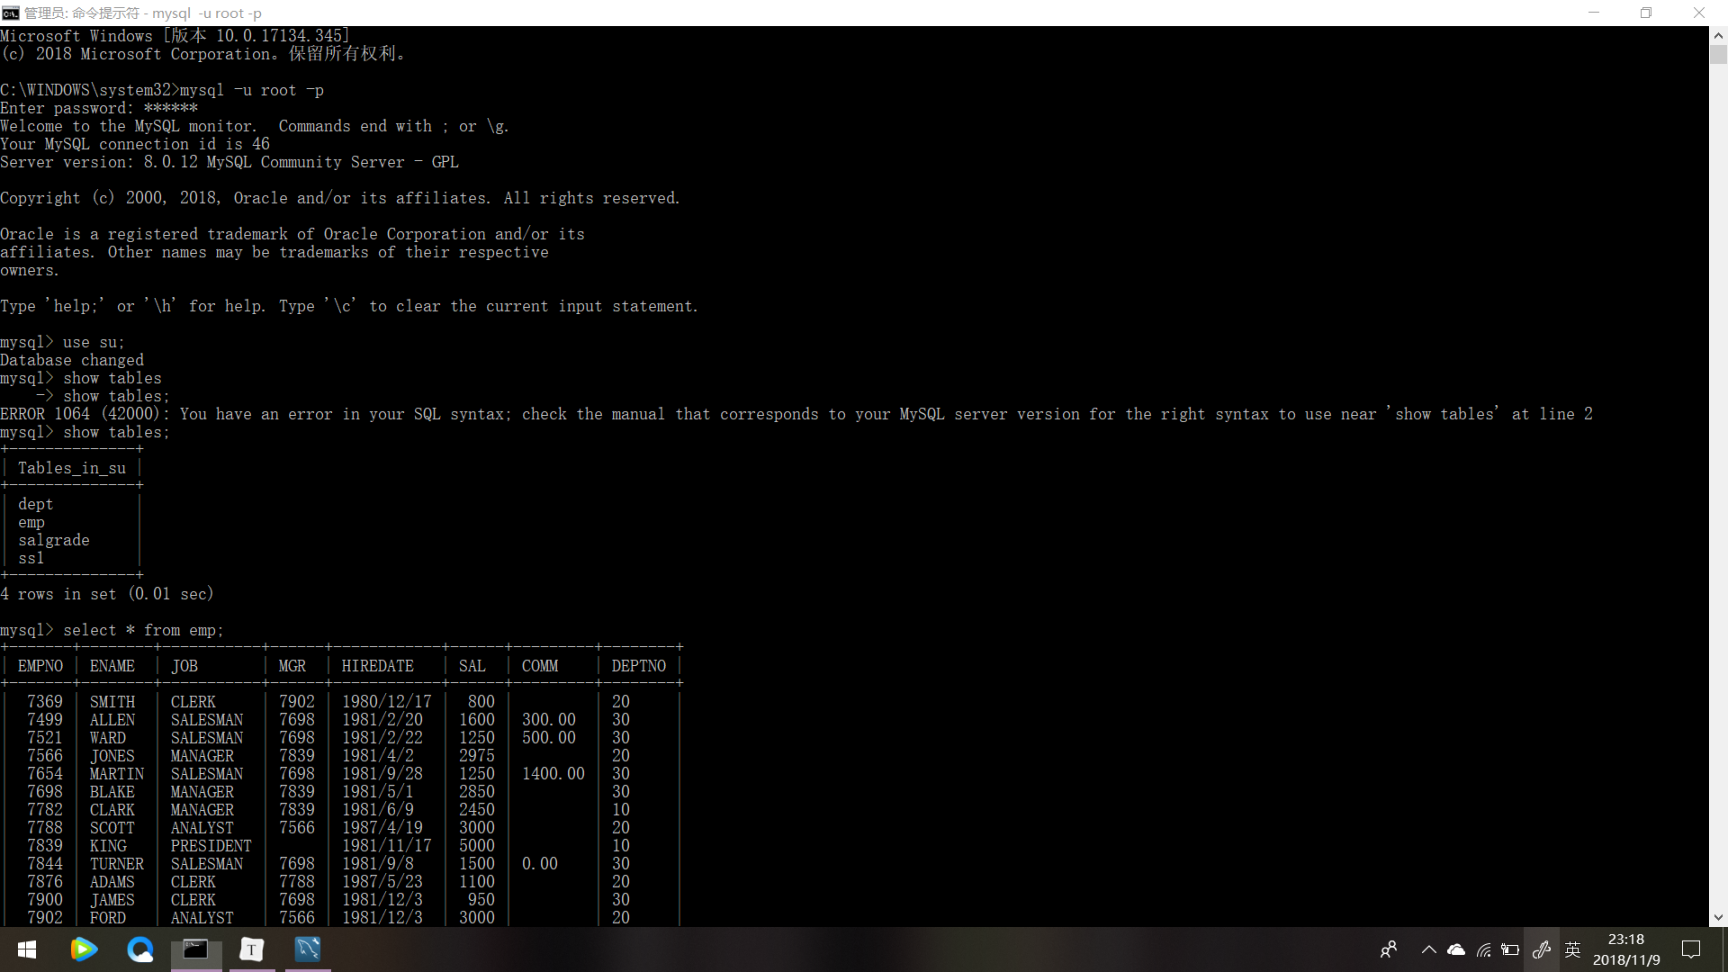 管理员: 命令提示符 - mysql  -u root -p
Microsoft Windows [版本 10.0.17134.345]
(c) 2018 Microsoft Corporation。保留所有权利。
C:\WINDOWS\system32>mysql -u root -p
Enter password: ******
Welcome to the MySQL monitor.  Commands end with ; or \g.
Your MySQL connection id is 46
Server version: 8.0.12 MySQL Community Server - GPL
Copyright (c) 2000, 2018, Oracle and/or its affiliates. All rights reserved.
Oracle is a registered trademark of Oracle Corporation and/or its
affiliates. Other names may be trademarks of their respective
owners.
Type 'help;' or '\h' for help. Type '\c' to clear the current input statement.
mysql> use su;
Database changed
mysql> show tables
    -> show tables;
ERROR 1064 (42000): You have an error in your SQL syntax; check the manual that corresponds to your MySQL server version for the right syntax to use near 'show tables' at line 2
mysql> show tables;
+--------------+
| Tables_in_su |
+--------------+
| dept         |
| emp          |
| salgrade     |
| ssl          |
+--------------+
4 rows in set (0.01 sec)
mysql> select * from emp;
+-------+--------+-----------+------+------------+------+---------+--------+
| EMPNO | ENAME  | JOB       | MGR  | HIREDATE   | SAL  | COMM    | DEPTNO |
+-------+--------+-----------+------+------------+------+---------+--------+
|  7369 | SMITH  | CLERK     | 7902 | 1980/12/17 |  800 |         | 20     |
|  7499 | ALLEN  | SALESMAN  | 7698 | 1981/2/20  | 1600 | 300.00  | 30     |
|  7521 | WARD   | SALESMAN  | 7698 | 1981/2/22  | 1250 | 500.00  | 30     |
|  7566 | JONES  | MANAGER   | 7839 | 1981/4/2   | 2975 |         | 20     |
|  7654 | MARTIN | SALESMAN  | 7698 | 1981/9/28  | 1250 | 1400.00 | 30     |
|  7698 | BLAKE  | MANAGER   | 7839 | 1981/5/1   | 2850 |         | 30     |
|  7782 | CLARK  | MANAGER   | 7839 | 1981/6/9   | 2450 |         | 10     |
|  7788 | SCOTT  | ANALYST   | 7566 | 1987/4/19  | 3000 |         | 20     |
|  7839 | KING   | PRESIDENT |      | 1981/11/17 | 5000 |         | 10     |
|  7844 | TURNER | SALESMAN  | 7698 | 1981/9/8   | 1500 | 0.00    | 30     |
|  7876 | ADAMS  | CLERK     | 7788 | 1987/5/23  | 1100 |         | 20     |
|  7900 | JAMES  | CLERK     | 7698 | 1981/12/3  |  950 |         | 30     |
|  7902 | FORD   | ANALYST   | 7566 | 1981/12/3  | 3000 |         | 20     |
T
英
23:18
2018/11/9